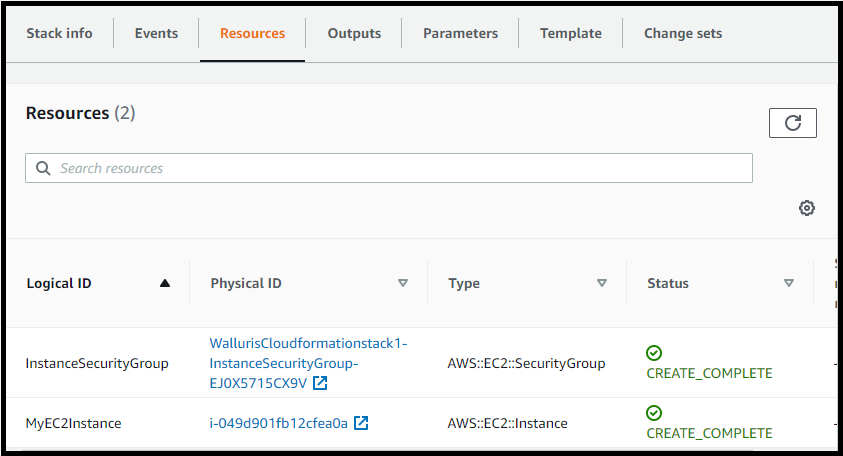 Stack info Events Resources Outputs Parameters Template Change sets
Resources (2)
Search resources
Logical ID Physical ID Type Status
InstanceSecurityGroup WallurisCloudformationstack1-InstanceSecurityGroup-EJ0X5715CX9V AWS::EC2::SecurityGroup CREATE_COMPLETE
MyEC2Instance i-049d901fb12cfea0a AWS::EC2::Instance CREATE_COMPLETE